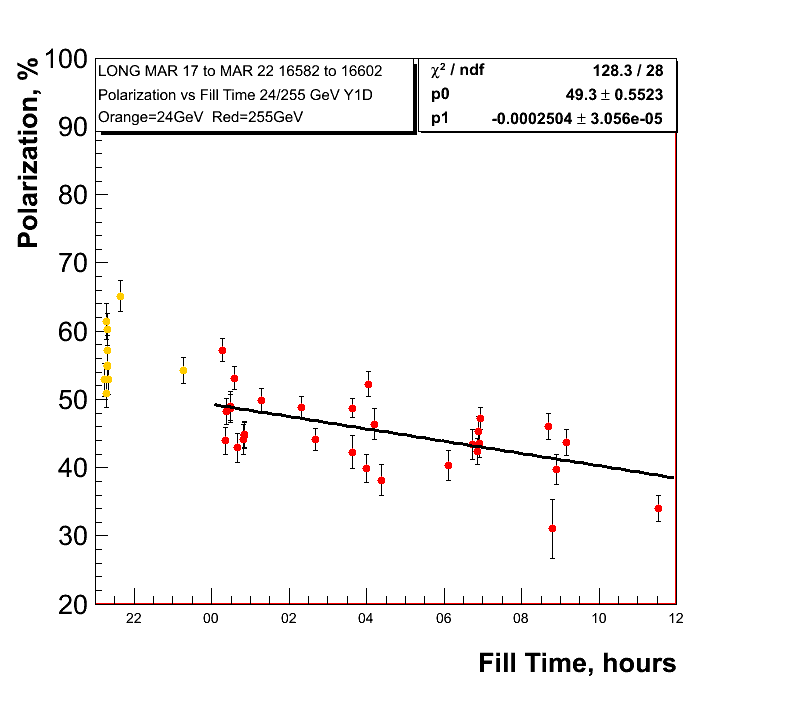 LONG MAR 17 to MAR 22 16582 to 16602
Polarization vs Fill Time 24/255 GeV Y1D
Orange=24GeV  Red=255GeV
χ² / ndf 128.3 / 28
p0 49.3 ± 0.5523
p1 -0.0002504 ± 3.056e-05
Polarization, %
100
90
80
70
60
50
40
30
20
22 00 02 04 06 08 10 12
Fill Time, hours